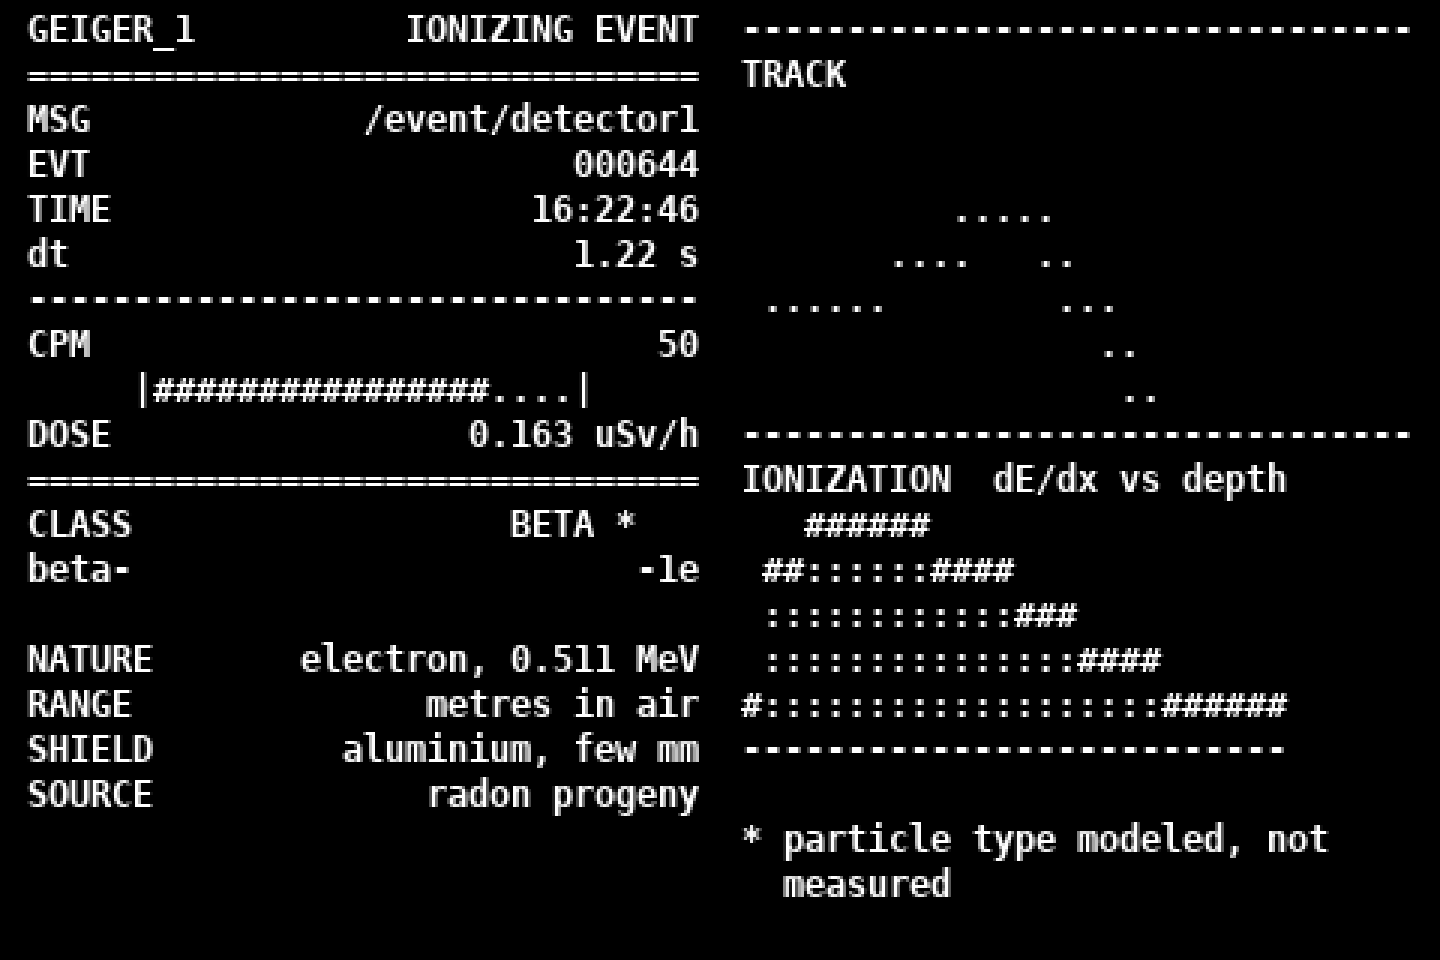 GEIGER_1 IONIZING EVENT
================================
MSG /event/detector1
EVT 000644
TIME 16:22:46
dt 1.22 s
--------------------------------
CPM 50
|################....|
DOSE 0.163 uSv/h
================================
CLASS BETA *
beta- -1e
NATURE electron, 0.511 MeV
RANGE metres in air
SHIELD aluminium, few mm
SOURCE radon progeny
--------------------------------
TRACK
.....
.... ..
...... ...
..
..
--------------------------------
IONIZATION dE/dx vs depth
######
##::::::####
::::::::::::###
:::::::::::::::####
#:::::::::::::::::::######
--------------------------
* particle type modeled, not
measured